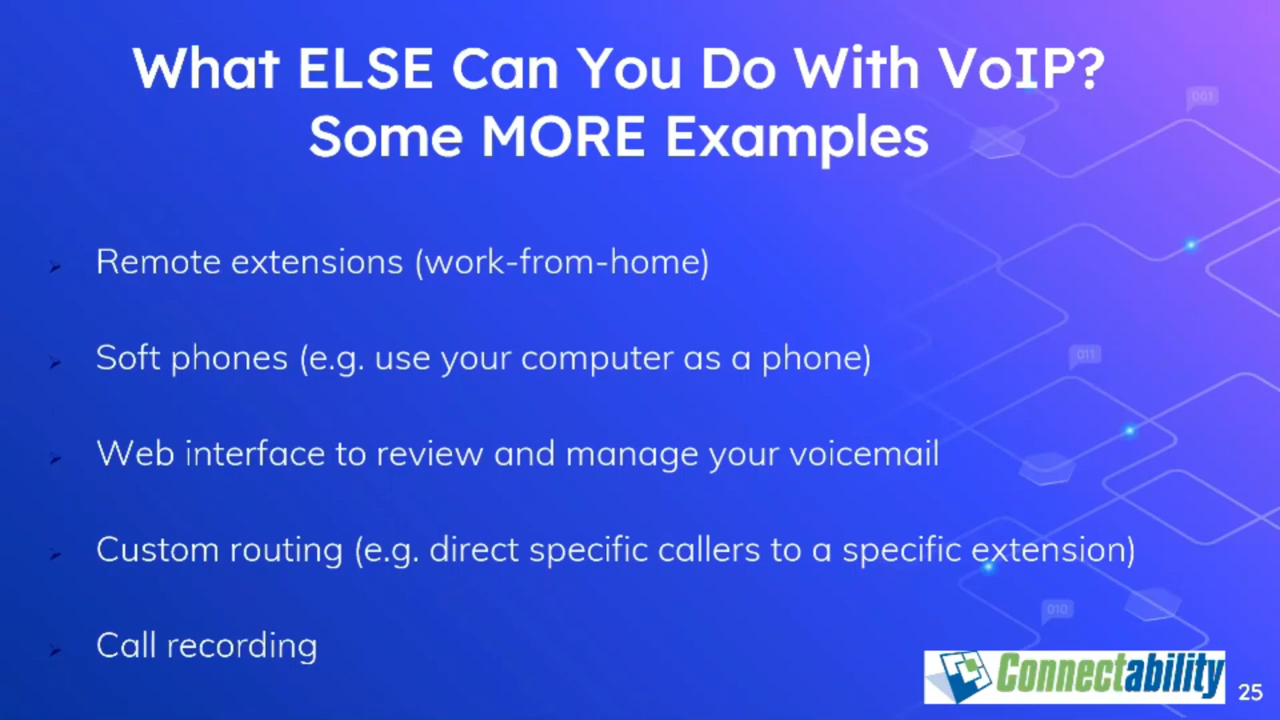 What ELSE Can You Do With VoIP?
Some MORE Examples
001
Remote extensions (work-from-home)
011
Soft phones (e.g. use your computer as a phone)
Web interface to review and manage your voicemail
Custom routing (e.g. direct specific callers to a specific extension)
010
Call recording
Connectability
25